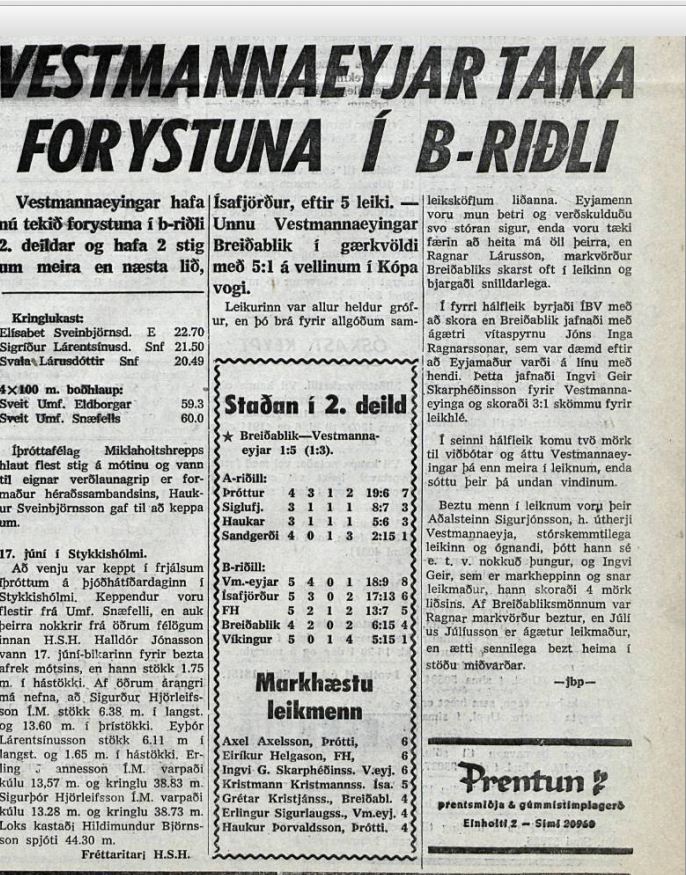 VESTMANNAEYJAR TAKA
FORYSTUNA Í B-RIÐLI
Vestmannaeyingar hafa
nú tekið forystuna í b-riðli
2. deildar og hafa 2 stig
um meira en næsta lið,
Ísafjörður, eftir 5 leiki. —
Unnu Vestmannaeyingar
Breiðablik í gærkvöldi
með 5:1 á vellinum í Kópa
vogi.
Leikurinn var allur heldur gróf-
ur, en þó brá fyrir allgóðum sam-
leiksköflum liðanna. Eyjamenn
voru mun betri og verðskulduðu
svo stóran sigur, enda voru tæki
færin að heita má öll þeirra, en
Ragnar Lárusson, markvörður
Breiðabliks skarst oft í leikinn og
bjargaði snilldarlega.
Í fyrri hálfleik byrjaði ÍBV með
að skora en Breiðablik jafnaði með
ágætri vítaspyrnu Jóns Inga
Ragnarssonar, sem var dæmd eftir
að Eyjamaður varði á línu með
hendi. Þetta jafnaði Ingvi Geir
Skarphéðinsson fyrir Vestmanna-
eyinga og skoraði 3:1 skömmu fyrir
leikhlé.
Í seinni hálfleik komu tvö mörk
til viðbótar og áttu Vestmannaey-
ingar þá enn meira í leiknum, enda
sóttu þeir þá undan vindinum.
Beztu menn í leiknum voru þeir
Aðalsteinn Sigurjónsson, h. útherji
Vestmannaeyja, stórskemmtilega
leikinn og ógnandi, þótt hann sé
e. t. v. nokkuð þungur, og Ingvi
Geir, sem er markheppinn og snar
leikmaður, hann skoraði 4 mörk
liðsins. Af Breiðabliksmönnum var
Ragnar markvörður beztur, en Júlí
us Júlíusson er ágætur leikmaður,
en ætti sennilega bezt heima í
stöðu miðvarðar.
—jbp—
Kringlukast:
Elísabet Sveinbjörnsd. E 22.70
Sigríður Lárentsínusd. Snf 21.50
Svala Lárusdóttir Snf 20.49
4×100 m. boðhlaup:
Sveit Umf. Eldborgar 59.3
Sveit Umf. Snæfells 60.0
Íþróttafélag Miklaholtshrepps
hlaut flest stig á mótinu og vann
til eignar verðlaunagrip er for-
maður héraðssambandsins, Hauk-
ur Sveinbjörnsson gaf til að keppa
um.
17. júní í Stykkishólmi.
Að venju var keppt í frjálsum
íþróttum á þjóðhátíðardaginn í
Stykkishólmi. Keppendur voru
flestir frá Umf. Snæfelli, en auk
þeirra nokkrir frá öðrum félögum
innan H.S.H. Halldór Jónasson
vann 17. júní-bikarinn fyrir bezta
afrek mótsins, en hann stökk 1.75
m. í hástökki. Af öðrum árangri
má nefna, að Sigurður Hjörleifs-
son Í.M. stökk 6.38 m. í langst.
og 13.60 m. í þrístökki. Eyþór
Lárentsínusson stökk 6.11 m í
langst. og 1.65 m. í hástökki. Er-
ling annesson Í.M. varpaði
kúlu 13,57 m. og kringlu 38.83 m.
Sigurþór Hjörleifsson Í.M. varpaði
kúlu 13.28 m. og kringlu 38.73 m.
Loks kastaði Hildimundur Björns-
son spjóti 44.30 m.
Fréttaritari H.S.H.
Staðan í 2. deild
★ Breiðablik—Vestmanna-
eyjar 1:5 (1:3).
A-riðill:
Þróttur 4 3 1 2 19:6 7
Siglufj. 3 1 1 1 8:7 3
Haukar 3 1 1 1 5:6 3
Sandgerði 4 0 1 3 2:15 1
B-riðill:
Vm.-eyjar 5 4 0 1 18:9 8
Ísafjörður 5 3 0 2 17:13 6
FH 5 2 1 2 13:7 5
Breiðablik 4 2 0 2 6:15 4
Víkingur 5 0 1 4 5:15 1
Markhæstu
leikmenn
Axel Axelsson, Þrótti, 6
Eiríkur Helgason, FH, 6
Ingvi G. Skarphéðinss. V.eyj. 6
Kristmann Kristmannss. Ísa. 5
Grétar Kristjánss., Breiðabl. 4
Erlingur Sigurlaugss., Vm.eyj. 4
Haukur Þorvaldsson, Þrótti. 4
Prentun ?
prentsmiðja & gúmmístimplagerð
Einholti 2 — Sími 20960